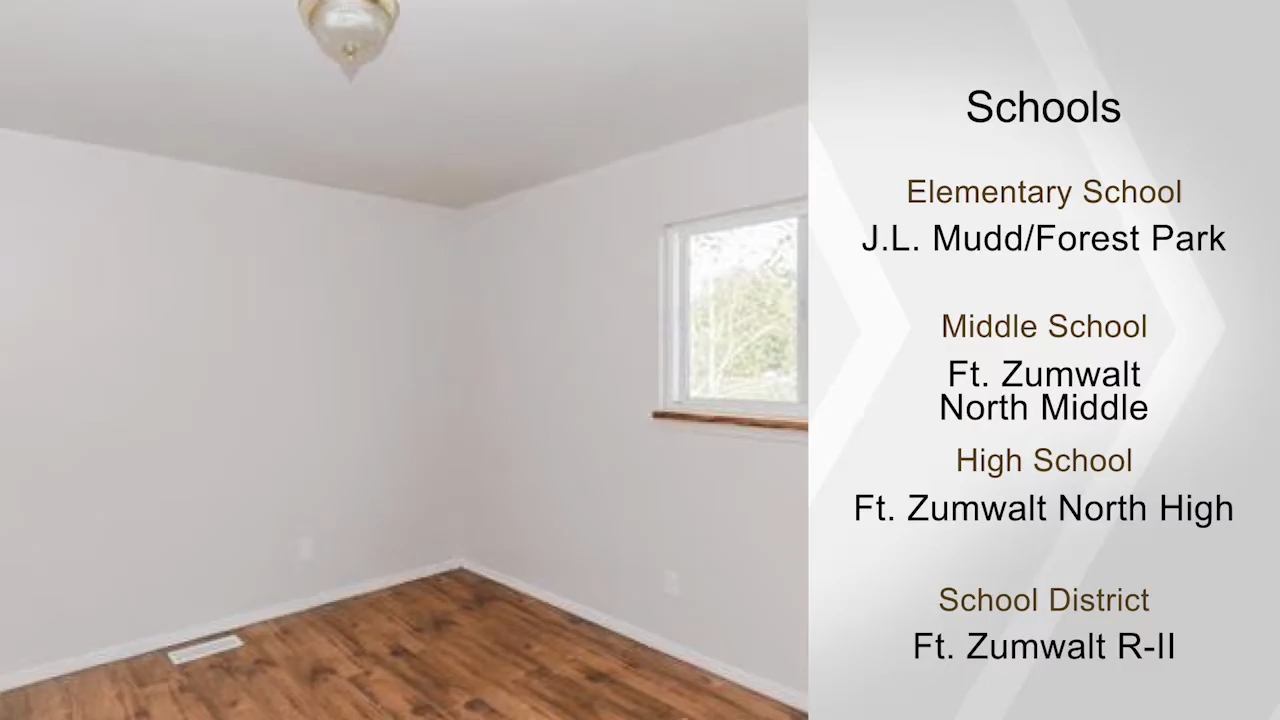 Schools
Elementary School
J.L. Mudd/Forest Park
Middle School
Ft. Zumwalt
North Middle
High School
Ft. Zumwalt North High
School District
Ft. Zumwalt R-II